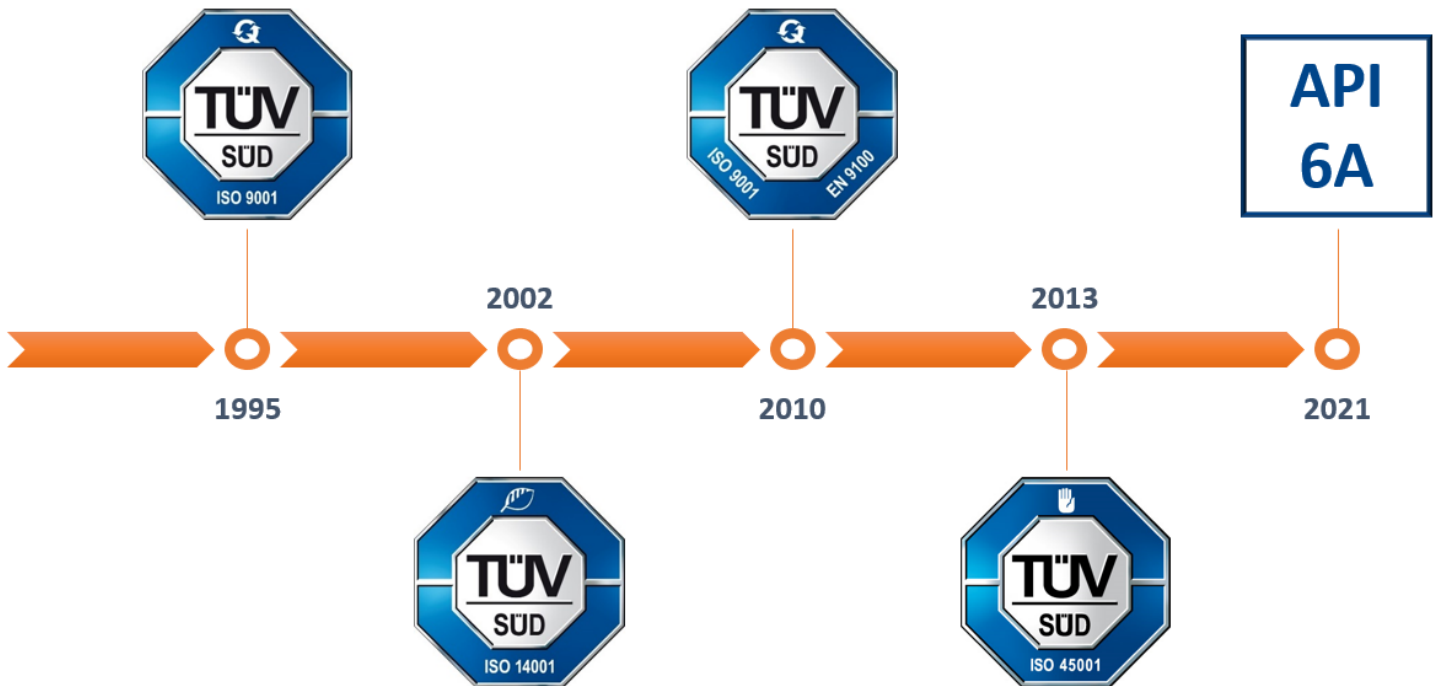 TÜV
SÜD
ISO 9001
TÜV
SÜD
ISO 9001
EN 9100
API
6A
2002
2013
1995
2010
2021
TÜV
SÜD
ISO 14001
TÜV
SÜD
ISO 45001